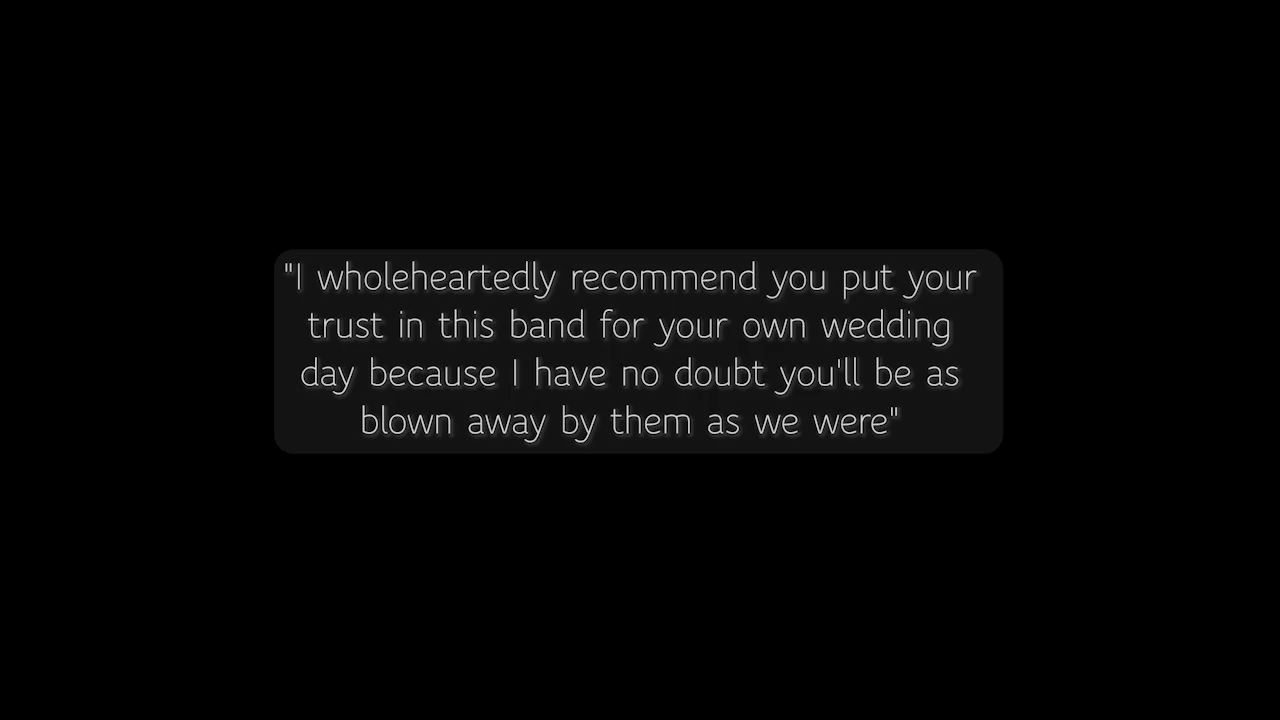 "I wholeheartedly recommend you put your
trust in this band for your own wedding
day because I have no doubt you'll be as
blown away by them as we were"